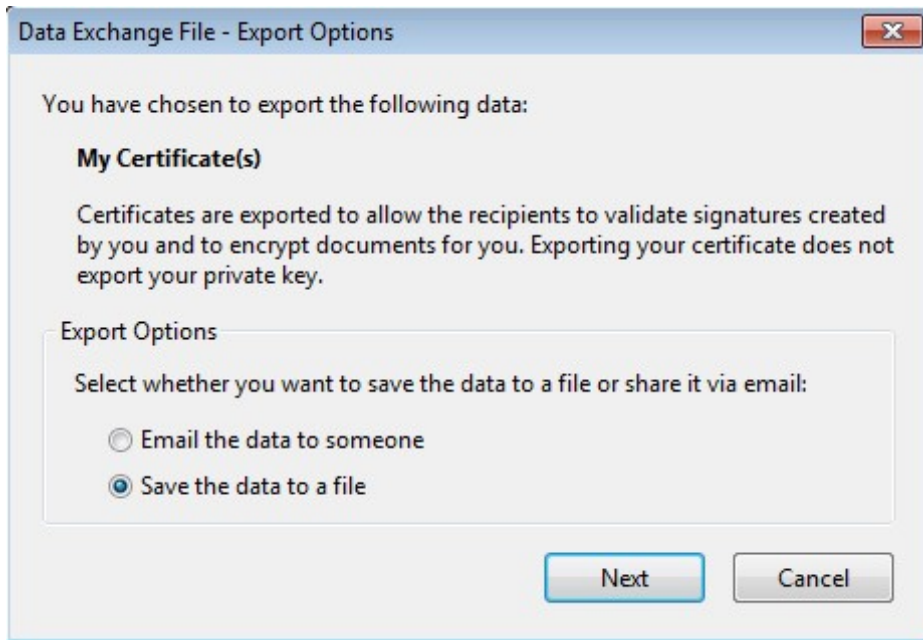 Data Exchange File - Export Options
You have chosen to export the following data:
My Certificate(s)
Certificates are exported to allow the recipients to validate signatures created
by you and to encrypt documents for you. Exporting your certificate does not
export your private key.
Export Options
Select whether you want to save the data to a file or share it via email:
Email the data to someone
Save the data to a file
Next Cancel